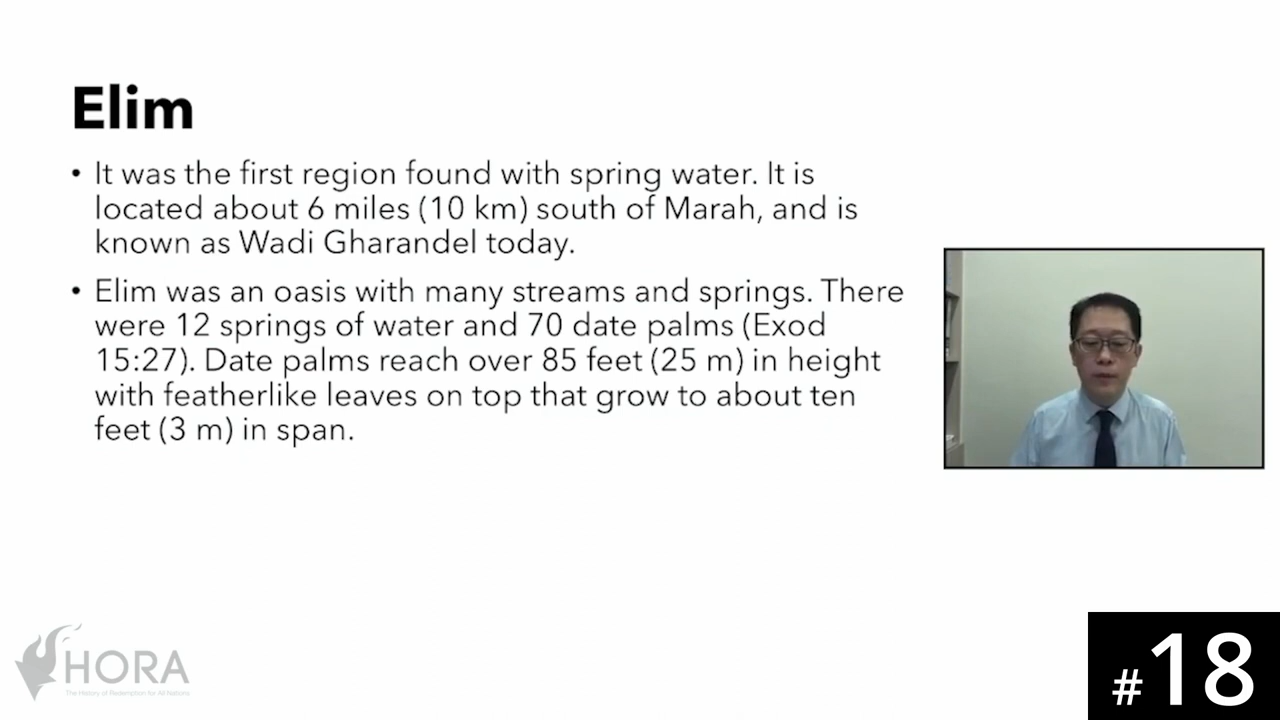 Elim
• It was the first region found with spring water. It is
located about 6 miles (10 km) south of Marah, and is
known as Wadi Gharandel today.
• Elim was an oasis with many streams and springs. There
were 12 springs of water and 70 date palms (Exod
15:27). Date palms reach over 85 feet (25 m) in height
with featherlike leaves on top that grow to about ten
feet (3 m) in span.
HORA
The History of Redemption for All Nations
#18